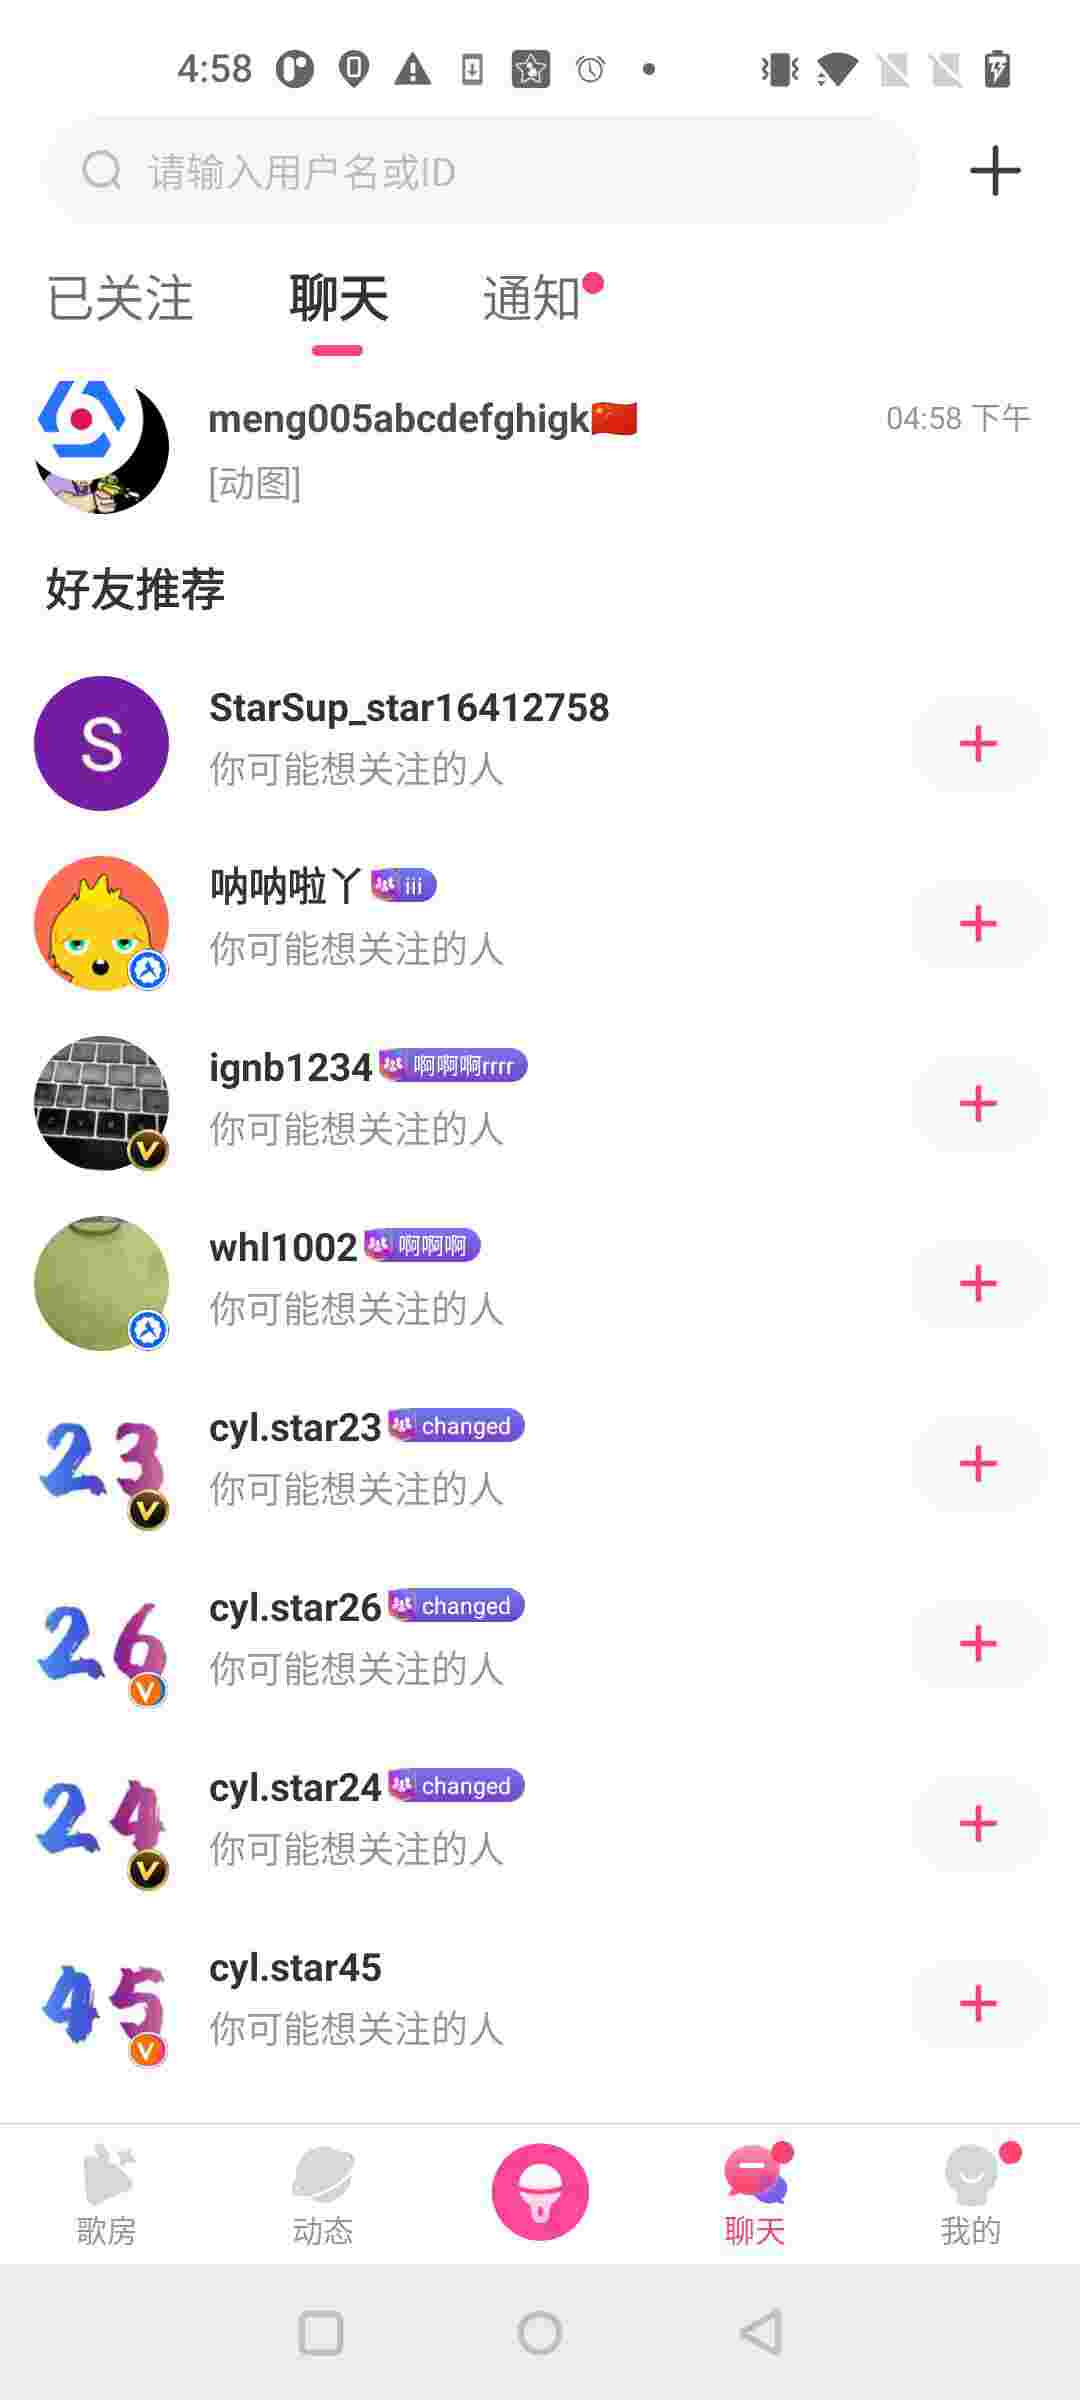 4:58
请输入用户名或ID
已关注 聊天 通知
meng005abcdefghigk🇨🇳 04:58 下午
[动图]
好友推荐
S
StarSup_star16412758
你可能想关注的人
呐呐啦丫 iii
你可能想关注的人
ignb1234 啊啊啊rrrr
你可能想关注的人
whl1002 啊啊啊
你可能想关注的人
23
cyl.star23 changed
你可能想关注的人
26
cyl.star26 changed
你可能想关注的人
24
cyl.star24 changed
你可能想关注的人
45
cyl.star45
你可能想关注的人
歌房 动态 聊天 我的